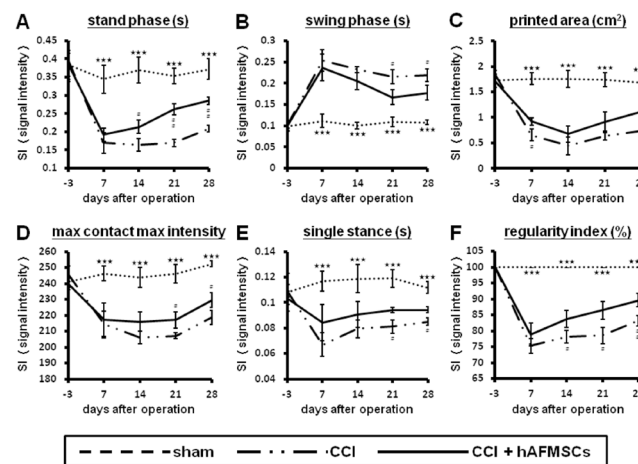 A stand phase (s)
SI ( signal intensity)
0.45
0.4
0.35
0.3
0.25
0.2
0.15
0.1
*** *** *** ***
# # #
-3 7 14 21 28
days after operation
B swing phase (s)
SI ( signal intensity)
0.3
0.2
0.1
0
# #
*** *** *** ***
-3 7 14 21 28
days after operation
C printed area (cm²)
SI ( signal intensity)
2.5
2
1.5
1
0.5
0
*** *** ***
#
-3 7 14 21
days after operation
D max contact max intensity
SI ( signal intensity)
260
250
240
230
220
210
200
190
180
*** *** *** ***
# #
-3 7 14 21 28
days after operation
E single stance (s)
SI ( signal intensity)
0.14
0.12
0.1
0.08
0.06
0.04
*** *** *** ***
# #
-3 7 14 21 28
days after operation
F regularity index (%)
SI ( signal intensity)
100
95
90
85
80
75
70
65
*** *** ***
# #
-3 7 14 21
days after operation
sham CCI CCI + hAFMSCs